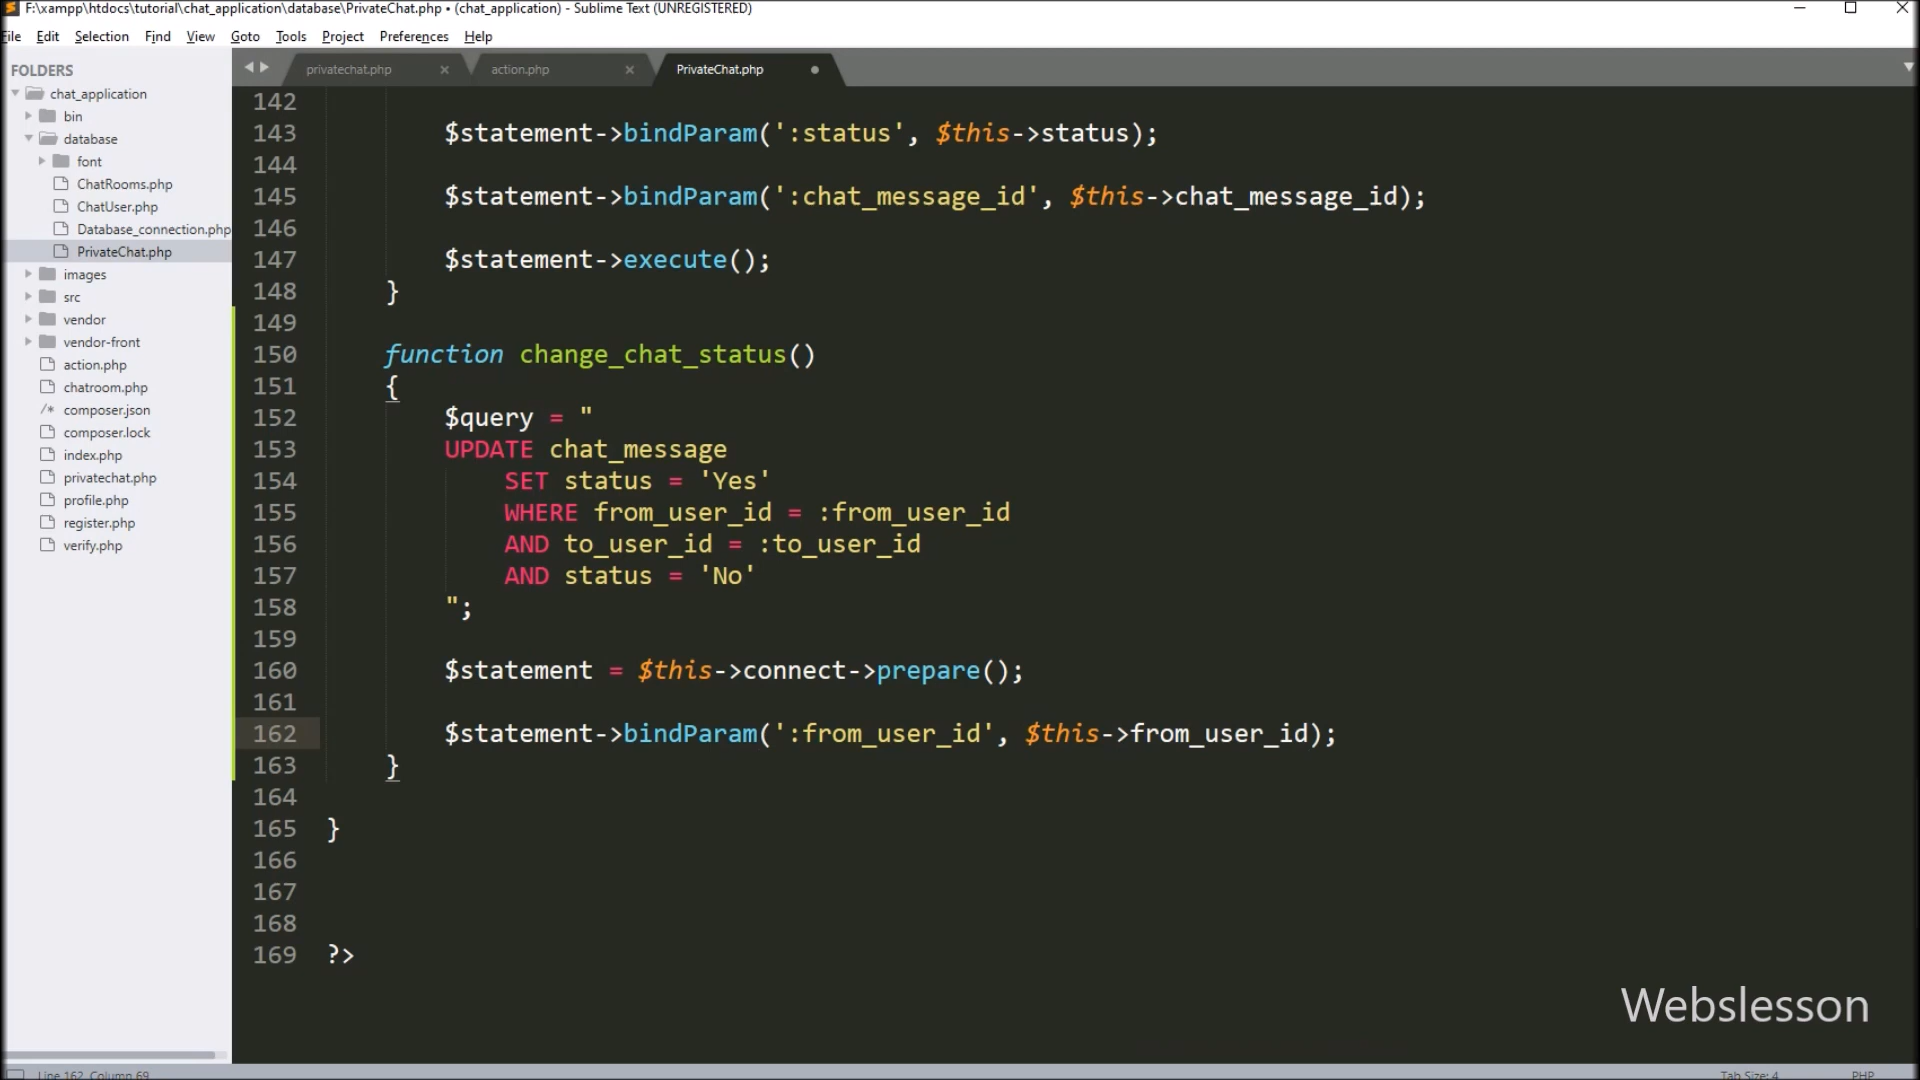 F:\xampp\htdocs\tutorial\chat_application\database\PrivateChat.php • (chat_application) - Sublime Text (UNREGISTERED)
File Edit Selection Find View Goto Tools Project Preferences Help
FOLDERS
chat_application
bin
database
font
ChatRooms.php
ChatUser.php
Database_connection.php
PrivateChat.php
images
src
vendor
vendor-front
action.php
chatroom.php
/* composer.json
composer.lock
index.php
privatechat.php
profile.php
register.php
verify.php
privatechat.php × action.php × PrivateChat.php
142
143 $statement->bindParam(':status', $this->status);
144
145 $statement->bindParam(':chat_message_id', $this->chat_message_id);
146
147 $statement->execute();
148 }
149
150 function change_chat_status()
151 {
152 $query = "
153 UPDATE chat_message
154 SET status = 'Yes'
155 WHERE from_user_id = :from_user_id
156 AND to_user_id = :to_user_id
157 AND status = 'No'
158 ";
159
160 $statement = $this->connect->prepare();
161
162 $statement->bindParam(':from_user_id', $this->from_user_id);
163 }
164
165 }
166
167
168
169 ?>
Webslesson
Line 162, Column 69 Tab Size: 4 PHP